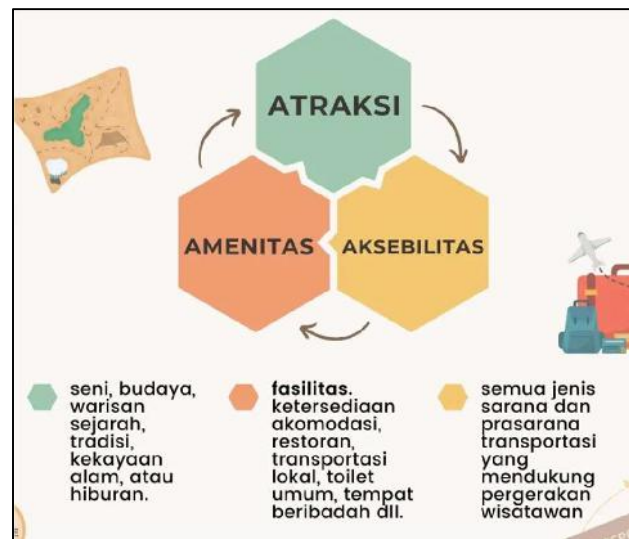 ATRAKSI
AMENITAS
AKSEBILITAS
seni, budaya,
warisan
sejarah,
tradisi,
kekayaan
alam, atau
hiburan.
fasilitas.
ketersediaan
akomodasi,
restoran,
transportasi
lokal, toilet
umum, tempat
beribadah dll.
semua jenis
sarana dan
prasarana
transportasi
yang
mendukung
pergerakan
wisatawan